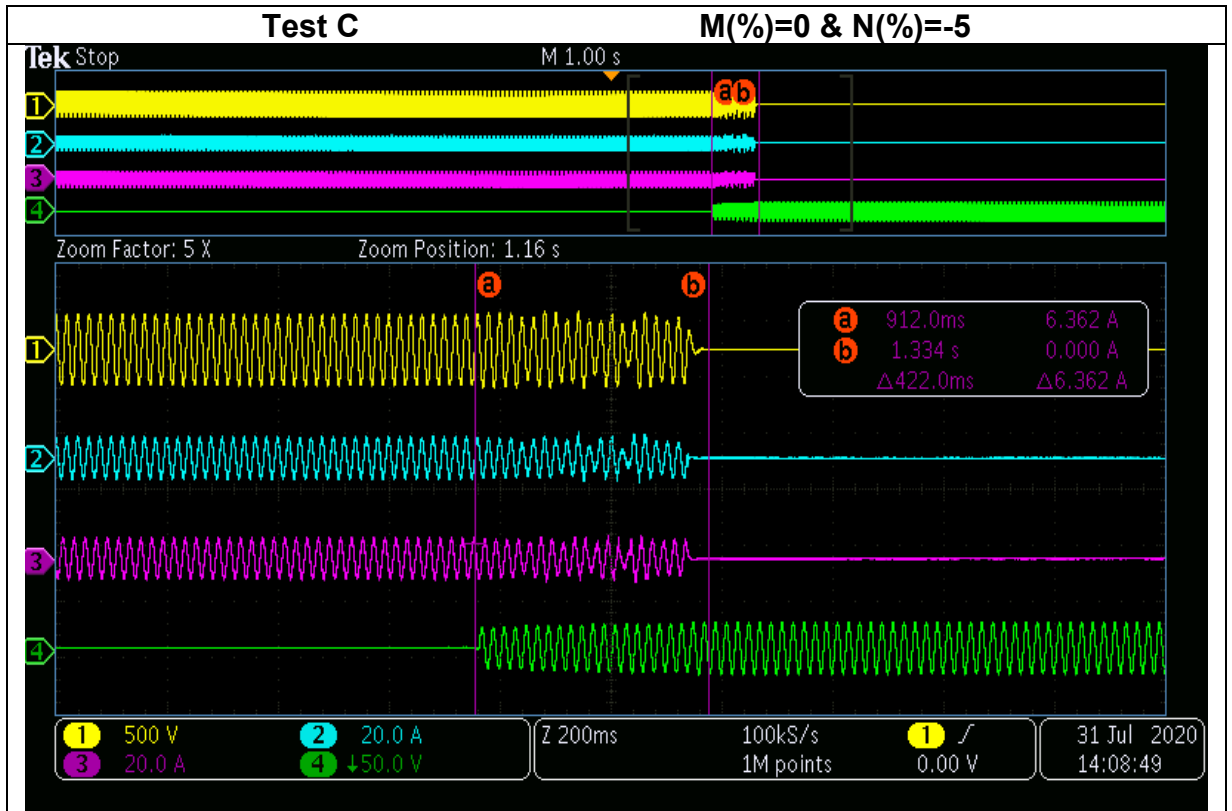 Test C M(%)=0 & N(%)=-5
Tek Stop M 1.00 s
a b
1
2
3
4
Zoom Factor: 5 X Zoom Position: 1.16 s
a b
a 912.0ms 6.362 A
b 1.334 s 0.000 A
△422.0ms △6.362 A
1
2
3
4
1 500 V 2 20.0 A Z 200ms 100kS/s 1 31 Jul 2020
3 20.0 A 4 ↓50.0 V 1M points 0.00 V 14:08:49